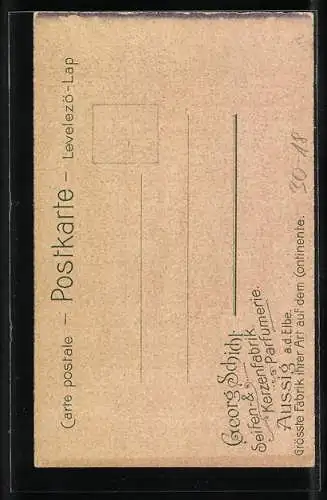 Carte postale — Postkarte — Levelező-Lap
Georg Schicht
Seifen- &
Kerzenfabrik
Parfumerie.
Aussig a.d. Elbe.
Grösste Fabrik ihrer Art auf dem Continente.
30-18